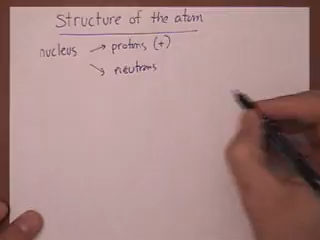 Structure of the atom
nucleus → protons (+)
↘ neutrons